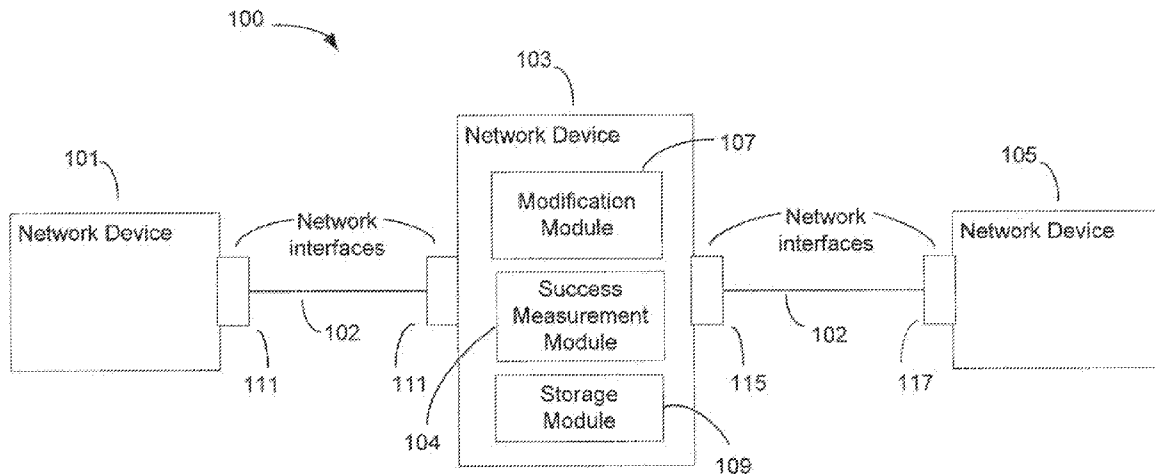 100
103
Network Device
107
101
105
Network Device
Network
interfaces
Modification
Module
Network
interfaces
Network Device
Success
Measurement
Module
102
102
111
111
115
117
Storage
Module
104
109